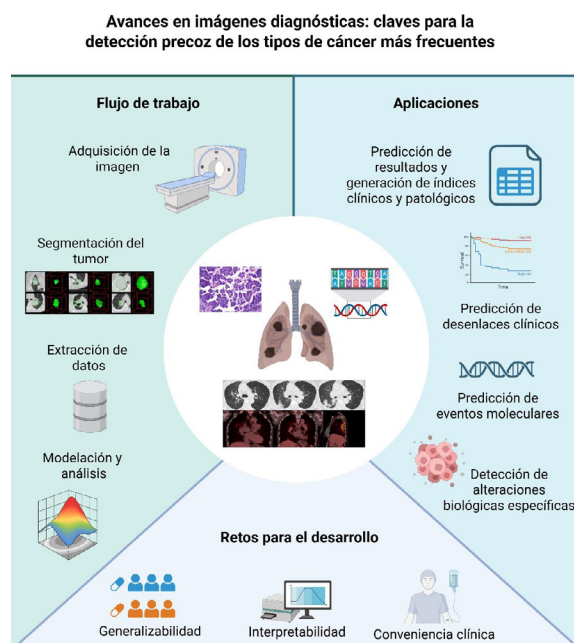 Avances en imágenes diagnósticas: claves para la
detección precoz de los tipos de cáncer más frecuentes
Flujo de trabajo
Adquisición de la
imagen
Segmentación del
tumor
Extracción de
datos
Modelación y
análisis
Aplicaciones
Predicción de
resultados y
generación de índices
clínicos y patológicos
Survival
Time
Predicción de
desenlaces clínicos
Predicción de
eventos moleculares
Detección de
alteraciones
biológicas específicas
Retos para el desarrollo
Generalizabilidad
Interpretabilidad
Conveniencia clínica